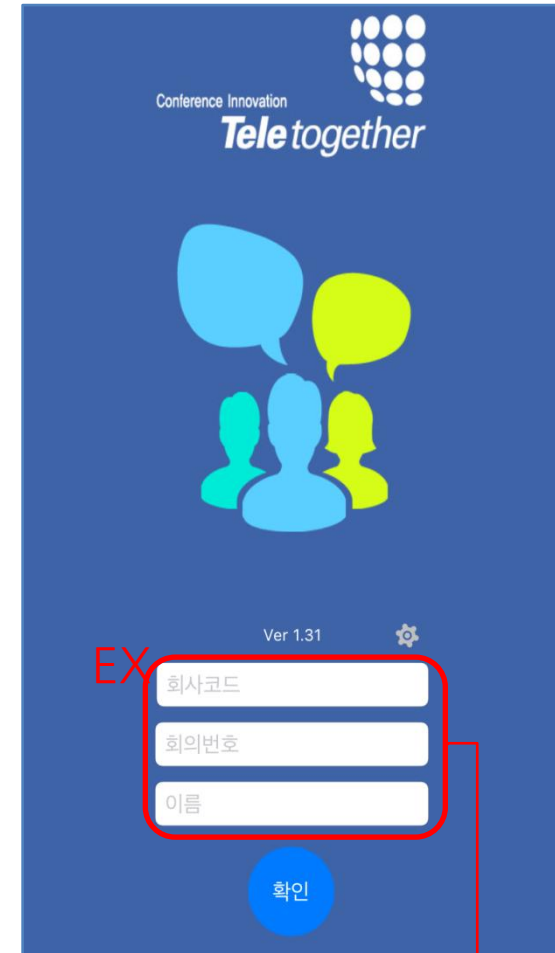 Conference Innovation
Teletogether
Ver 1.31
EX
회사코드
회의번호
이름
확인